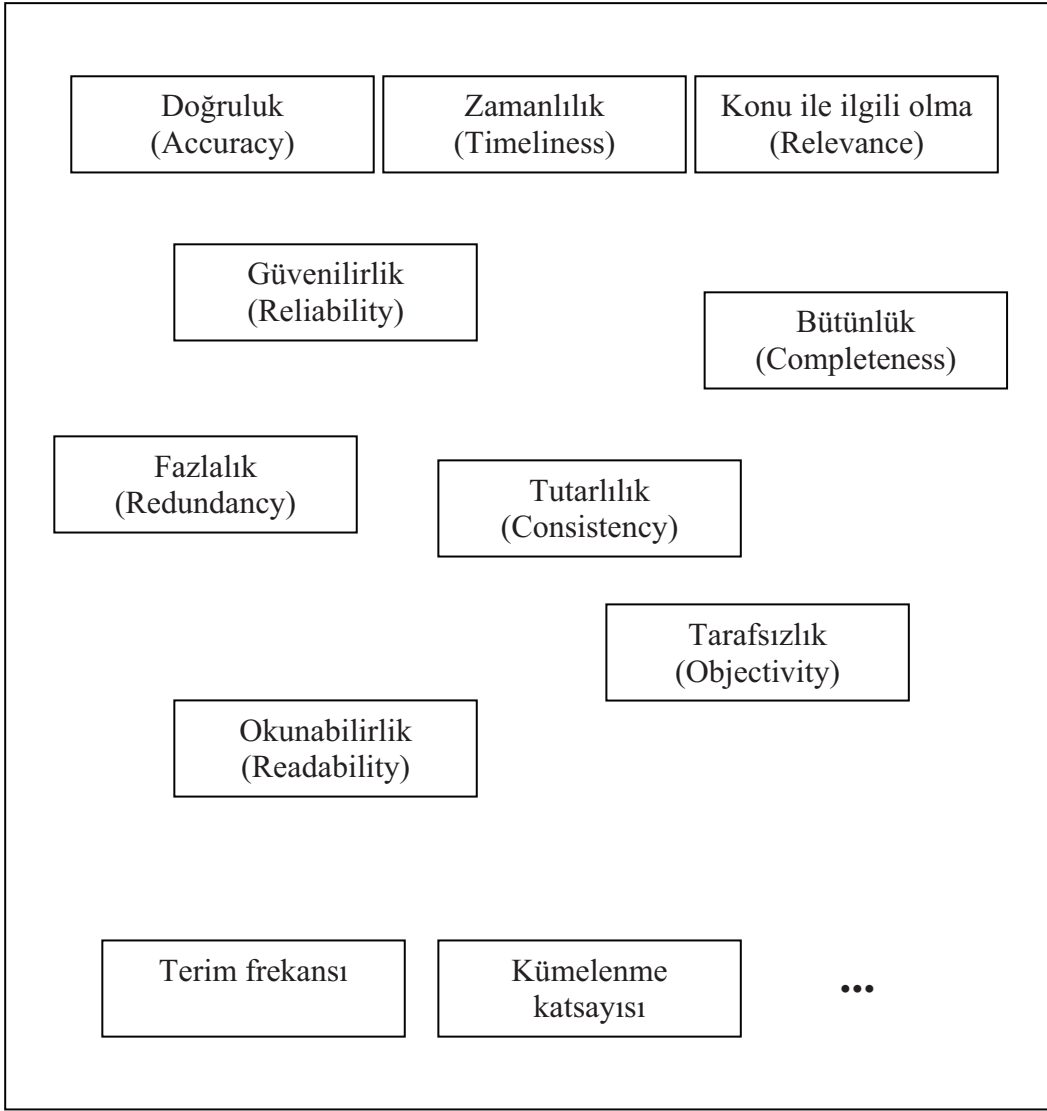 Doğruluk
(Accuracy)
Zamanlılık
(Timeliness)
Konu ile ilgili olma
(Relevance)
Güvenilirlik
(Reliability)
Bütünlük
(Completeness)
Fazlalık
(Redundancy)
Tutarlılık
(Consistency)
Tarafsızlık
(Objectivity)
Okunabilirlik
(Readability)
Terim frekansı
Kümelenme
katsayısı
...